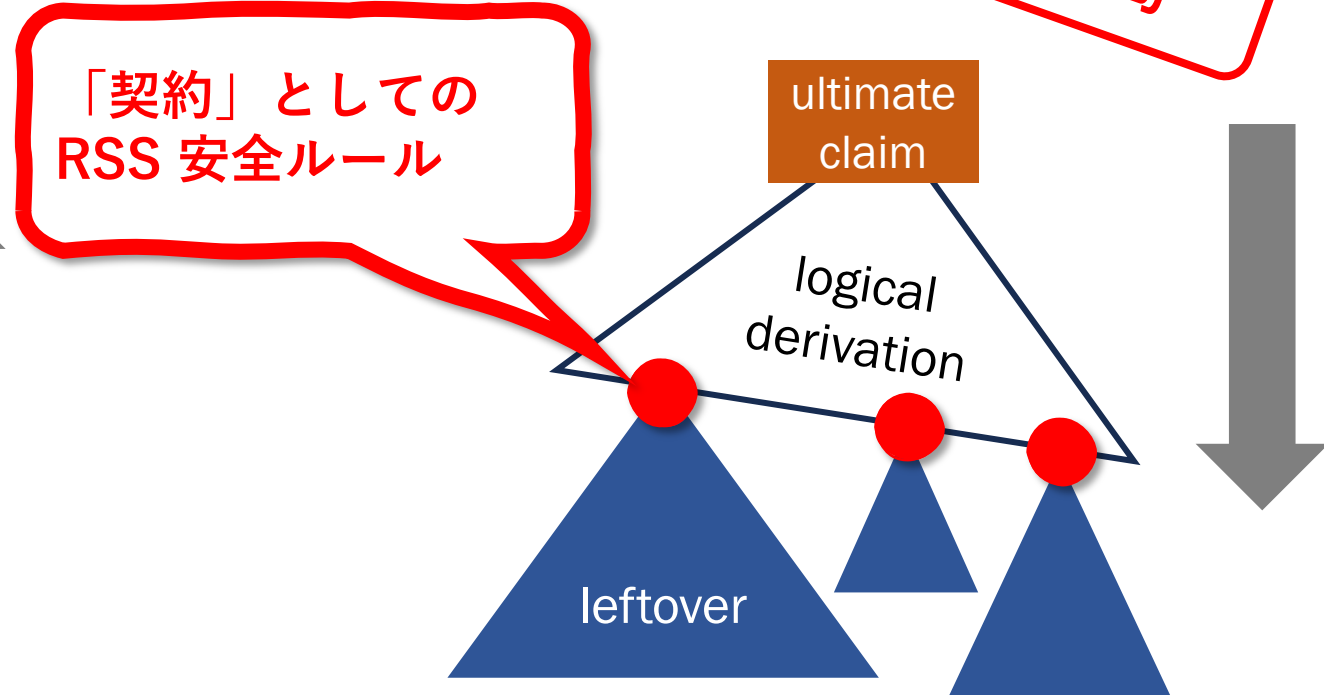 「契約」としての
RSS 安全ルール
ultimate
claim
logical
derivation
leftover